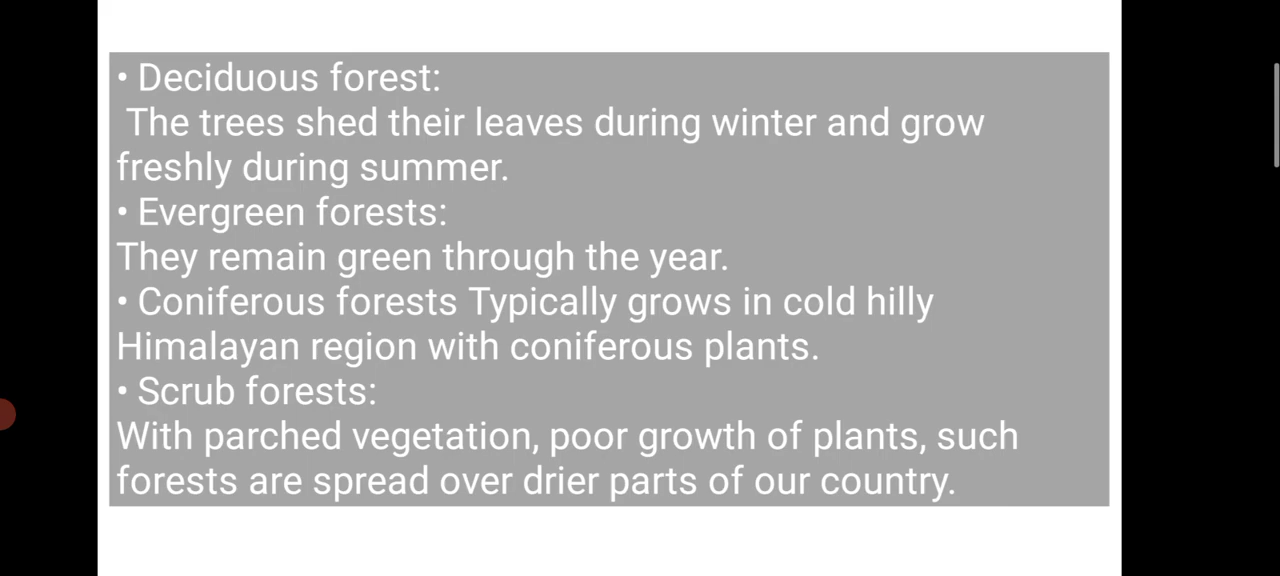 • Deciduous forest:
The trees shed their leaves during winter and grow
freshly during summer.
• Evergreen forests:
They remain green through the year.
• Coniferous forests Typically grows in cold hilly
Himalayan region with coniferous plants.
• Scrub forests:
With parched vegetation, poor growth of plants, such
forests are spread over drier parts of our country.